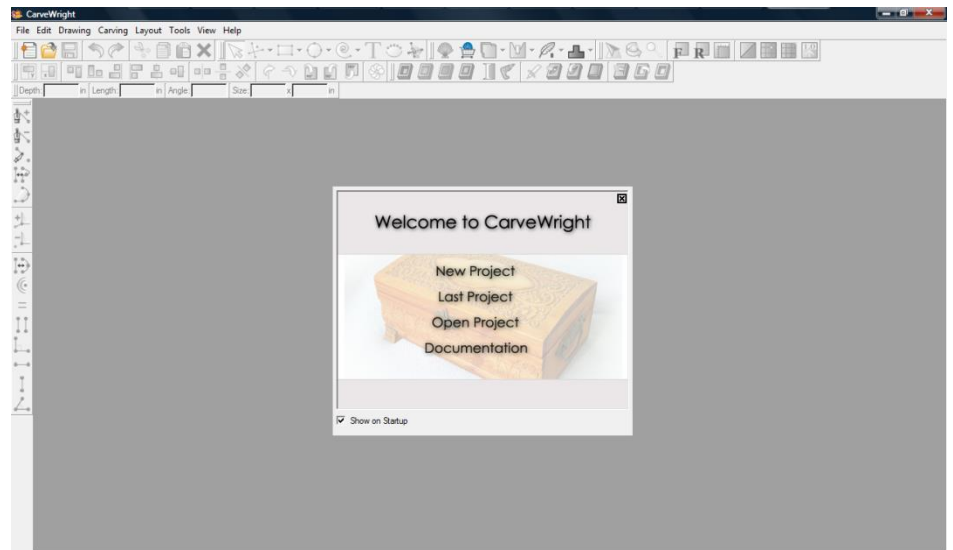 CarveWright
File Edit Drawing Carving Layout Tools View Help
Depth: in Length: in Angle: Size: x in
Welcome to CarveWright
New Project
Last Project
Open Project
Documentation
Show on Startup